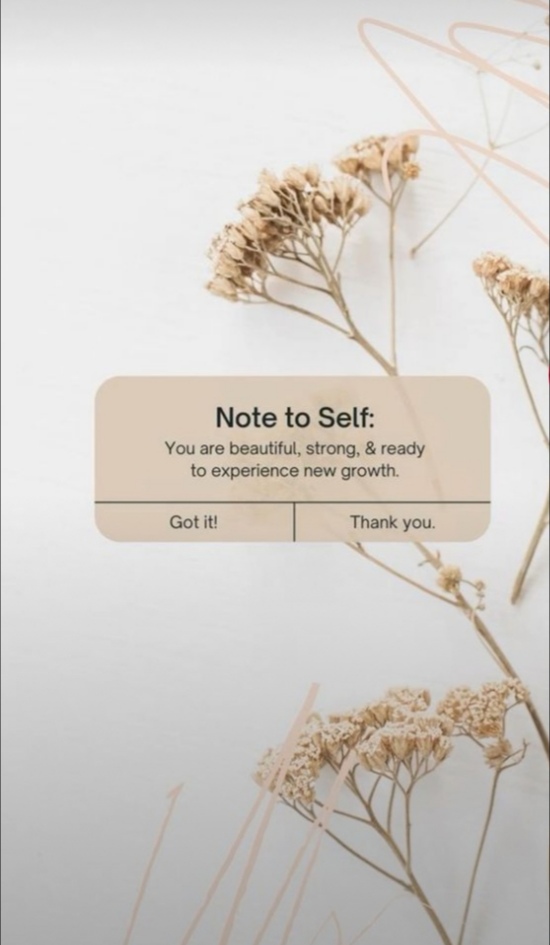 Note to Self:
You are beautiful, strong, & ready
to experience new growth.
Got it!
Thank you.